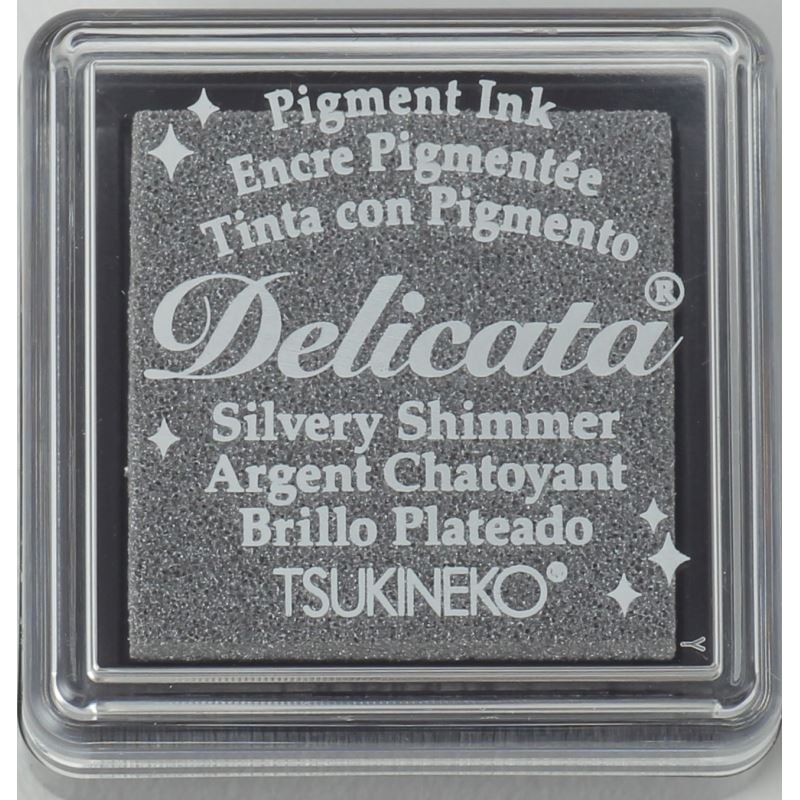 Pigment Ink
Encre Pigmentée
Tinta con Pigmento
Delicata®
Silvery Shimmer
Argent Chatoyant
Brillo Plateado
TSUKINEKO®
Y